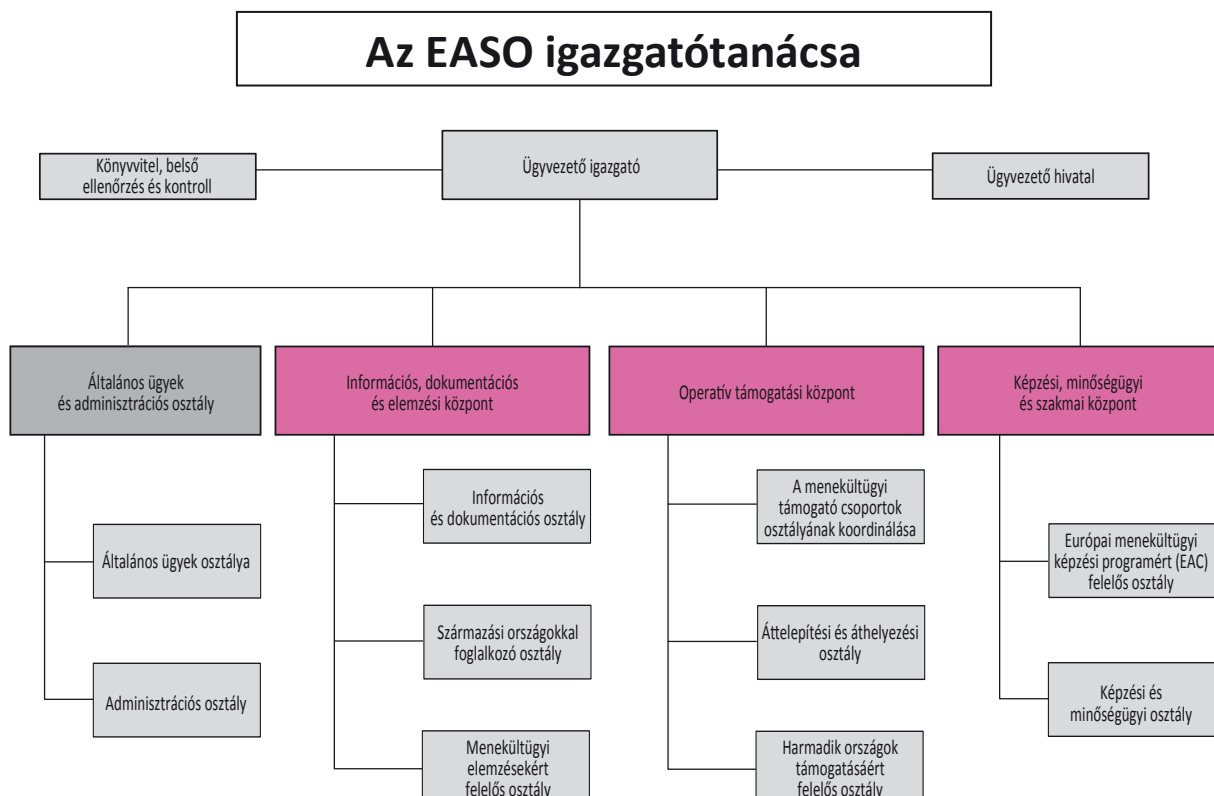 Az EASO igazgatótanácsa
Könyvvitel, belső
ellenőrzés és kontroll
Ügyvezető igazgató
Ügyvezető hivatal
Általános ügyek
és adminisztrációs osztály
Információs, dokumentációs
és elemzési központ
Operatív támogatási központ
Képzési, minőségügyi
és szakmai központ
Általános ügyek osztálya
Adminisztrációs osztály
Információs
és dokumentációs osztály
Származási országokkal
foglalkozó osztály
Menekültügyi
elemzésekért
felelős osztály
A menekültügyi
támogató csoportok
osztályának koordinálása
Áttelepítési és áthelyezési
osztály
Harmadik országok
támogatásáért
felelős osztály
Európai menekültügyi
képzési programért (EAC)
felelős osztály
Képzési és
minőségügyi osztály